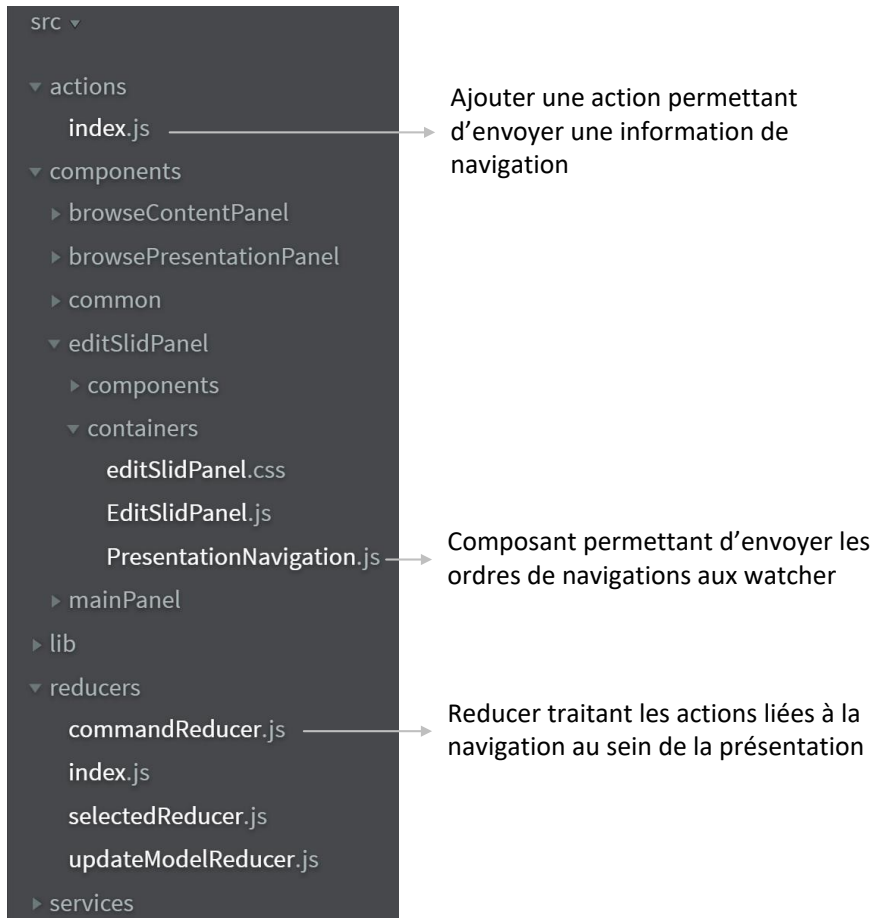 src
actions
index.js
components
browseContentPanel
browsePresentationPanel
common
editSlidPanel
components
containers
editSlidPanel.css
EditSlidPanel.js
PresentationNavigation.js
mainPanel
lib
reducers
commandReducer.js
index.js
selectedReducer.js
updateModelReducer.js
services
Ajouter une action permettant
d’envoyer une information de
navigation
Composant permettant d’envoyer les
ordres de navigations aux watcher
Reducer traitant les actions liées à la
navigation au sein de la présentation